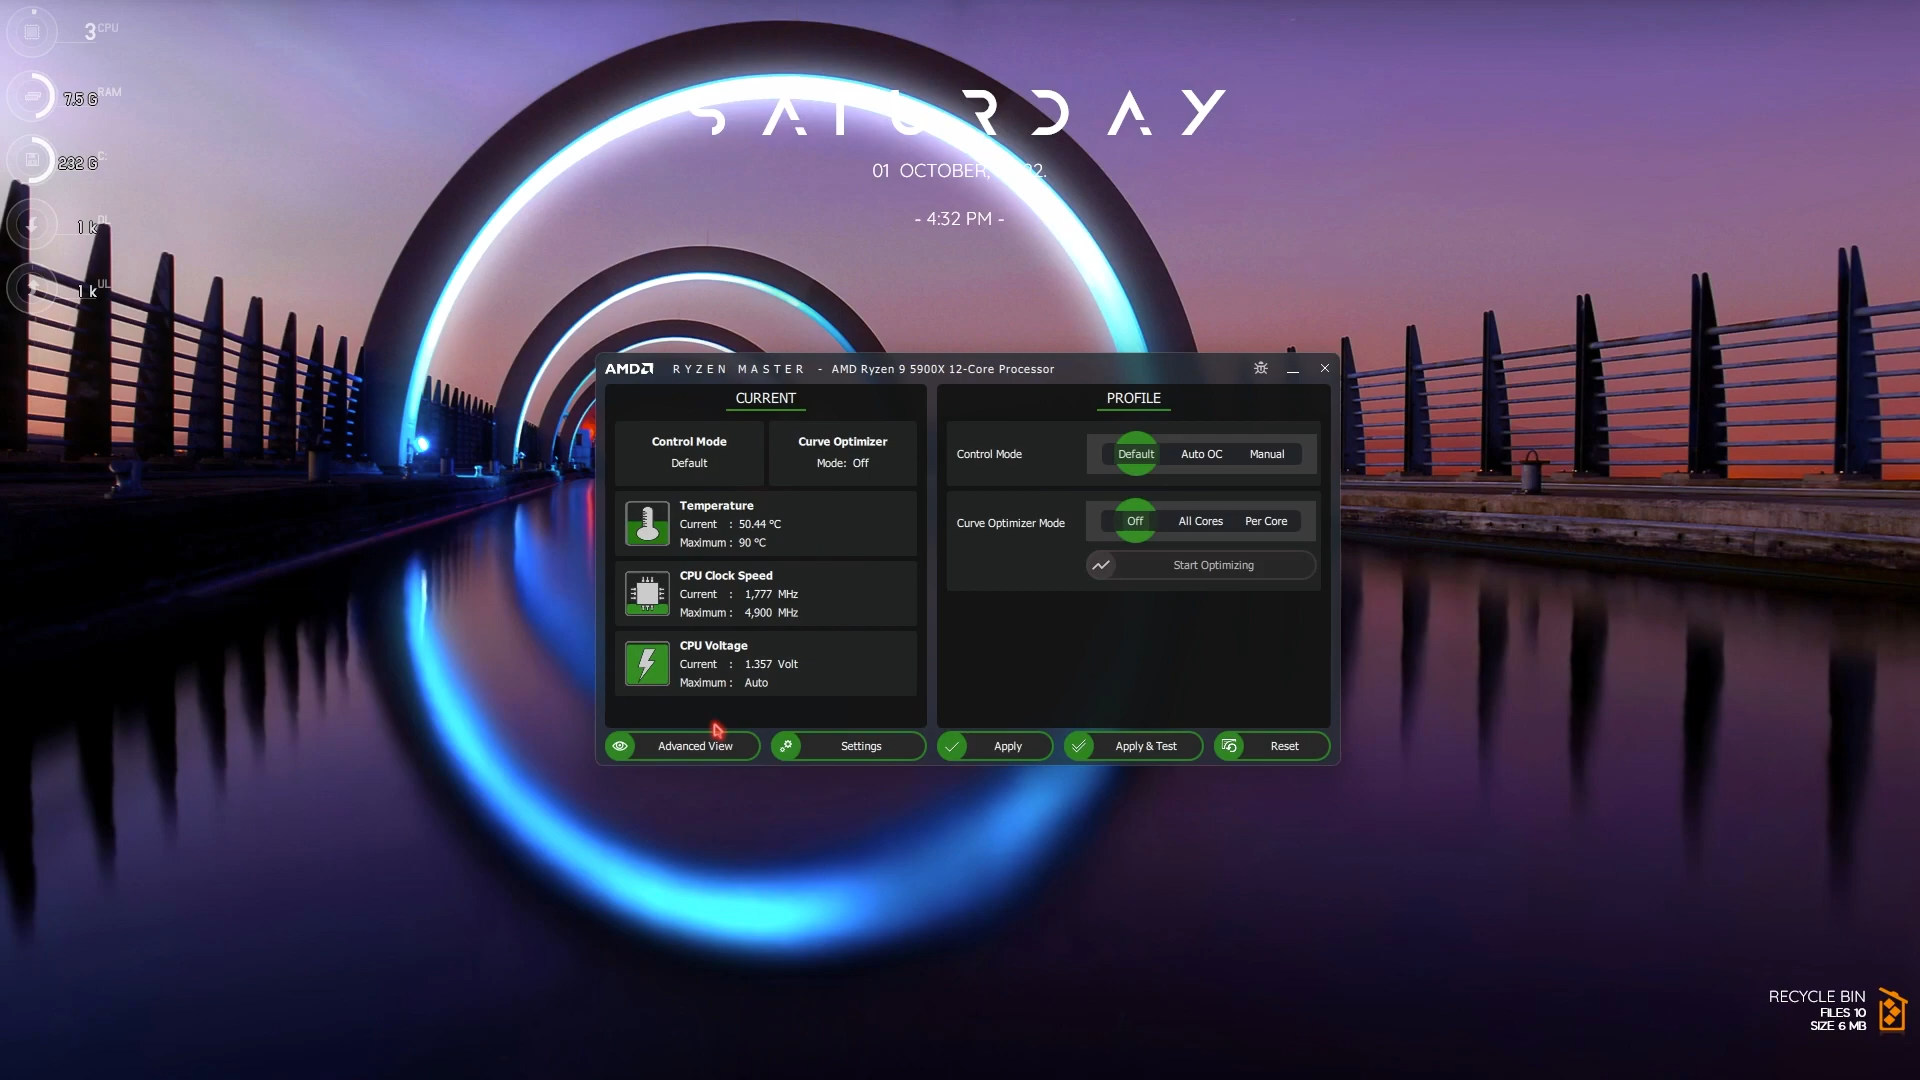 3 CPU
7.5 G RAM
232 G C:
1 k DL
1 k UL
SATURDAY
01 OCTOBER, 2022.
- 4:32 PM -
AMD RYZEN MASTER - AMD Ryzen 9 5900X 12-Core Processor
CURRENT
Control Mode
Default
Curve Optimizer
Mode: Off
Temperature
Current : 50.44 °C
Maximum : 90 °C
CPU Clock Speed
Current : 1,777 MHz
Maximum : 4,900 MHz
CPU Voltage
Current : 1.357 Volt
Maximum : Auto
Advanced View
Settings
PROFILE
Control Mode
Default Auto OC Manual
Curve Optimizer Mode
Off All Cores Per Core
Start Optimizing
Apply
Apply & Test
Reset
RECYCLE BIN
FILES 10
SIZE 6 MB